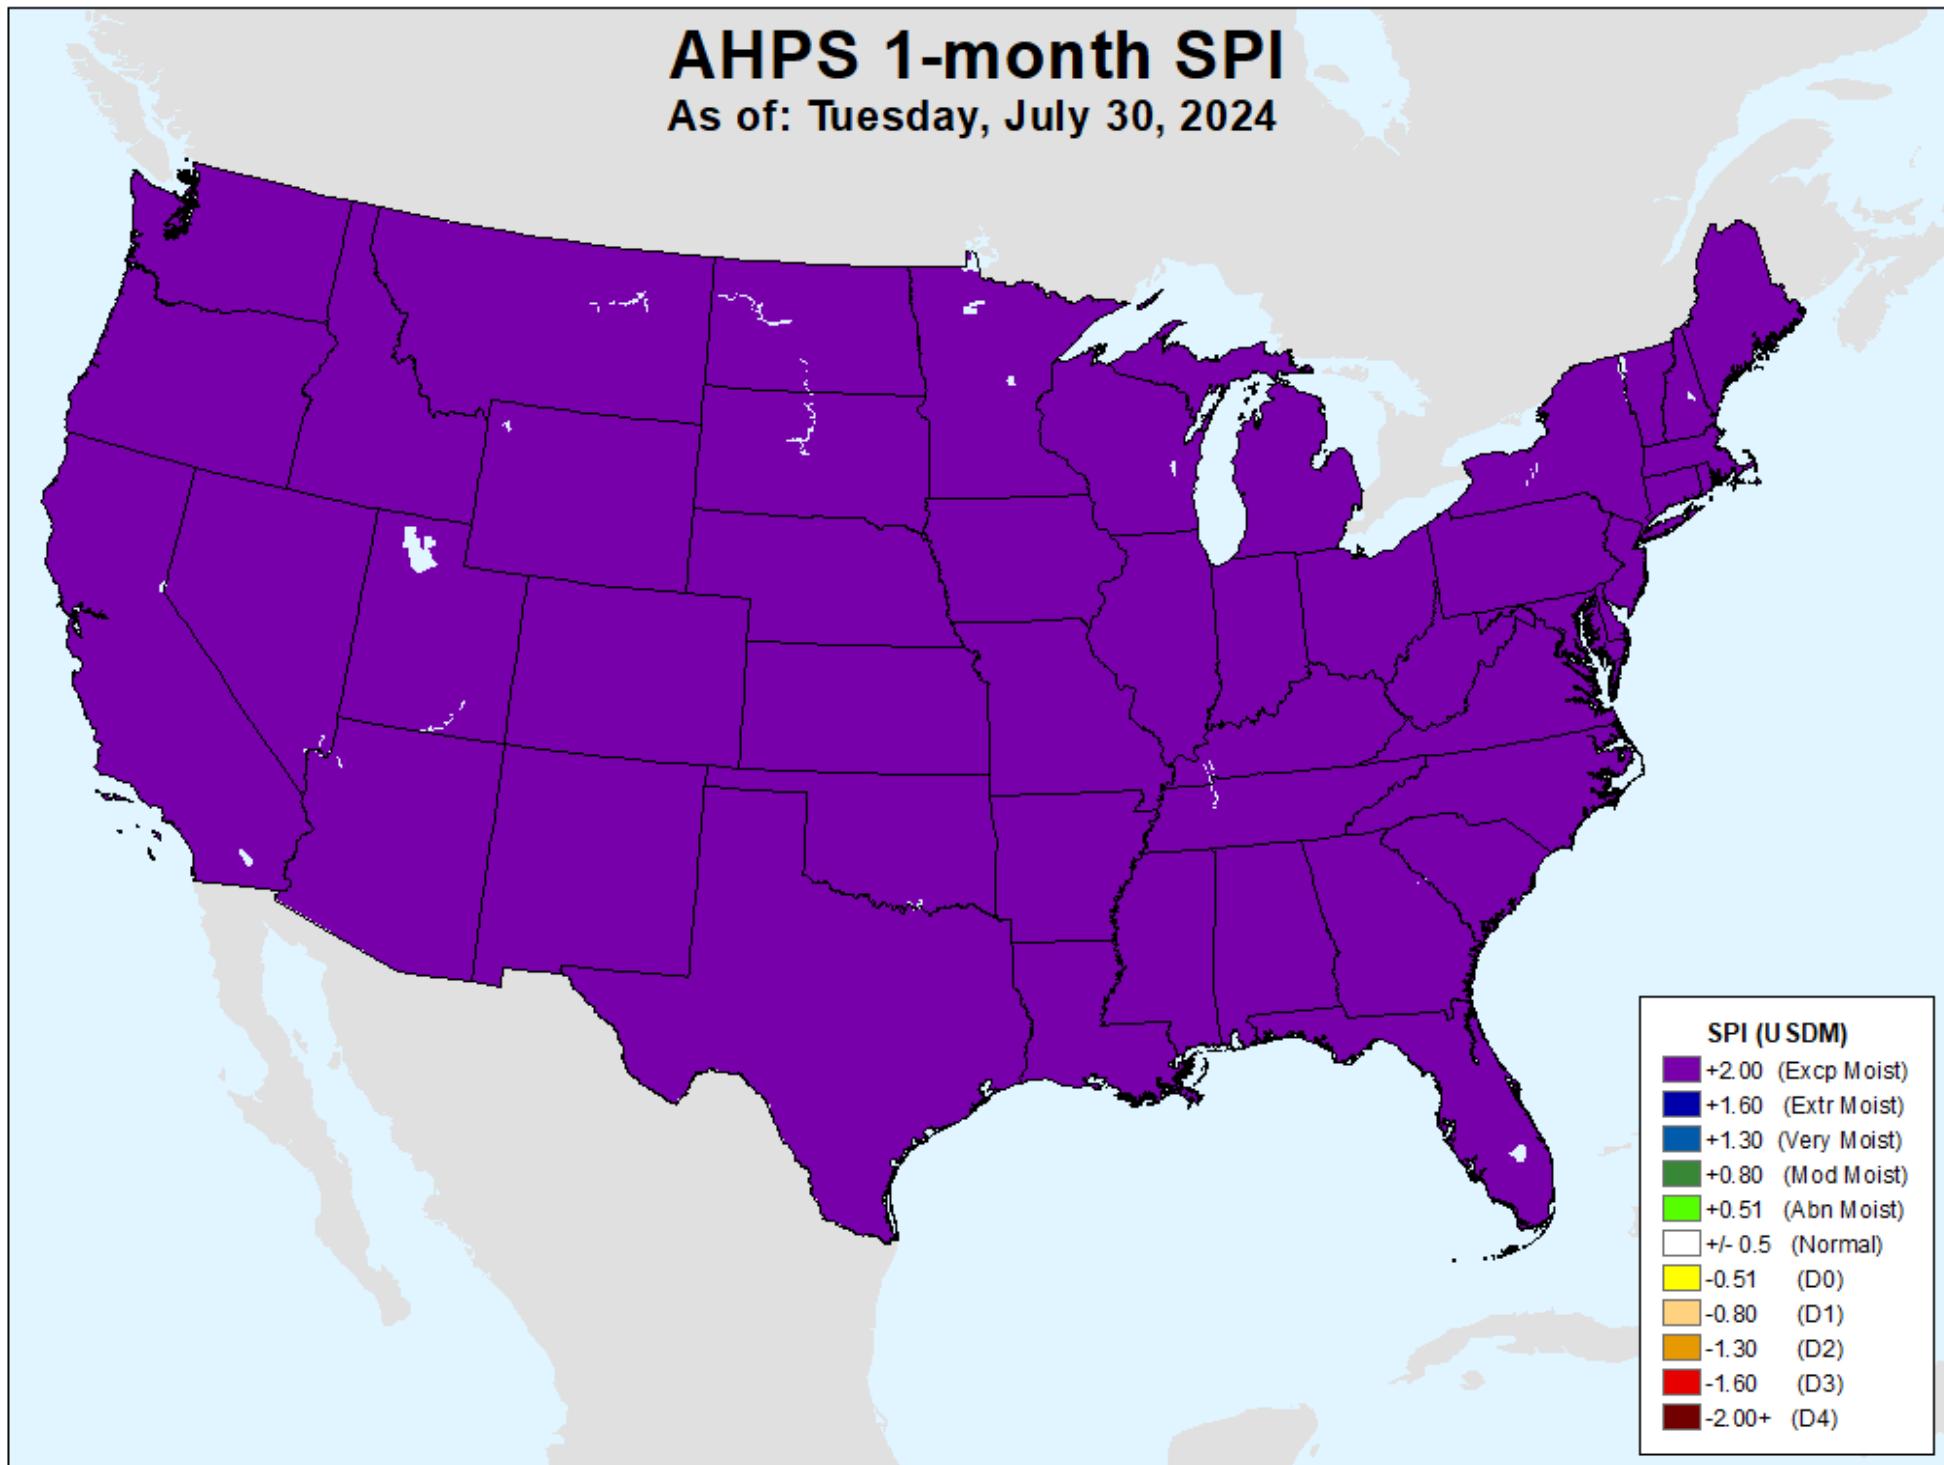 AHPS 1-month SPI
As of: Tuesday, July 30, 2024
SPI (USDM)
+2.00 (Excp Moist)
+1.60 (Extr Moist)
+1.30 (Very Moist)
+0.80 (Mod Moist)
+0.51 (Abn Moist)
+/- 0.5 (Normal)
-0.51 (D0)
-0.80 (D1)
-1.30 (D2)
-1.60 (D3)
-2.00+ (D4)